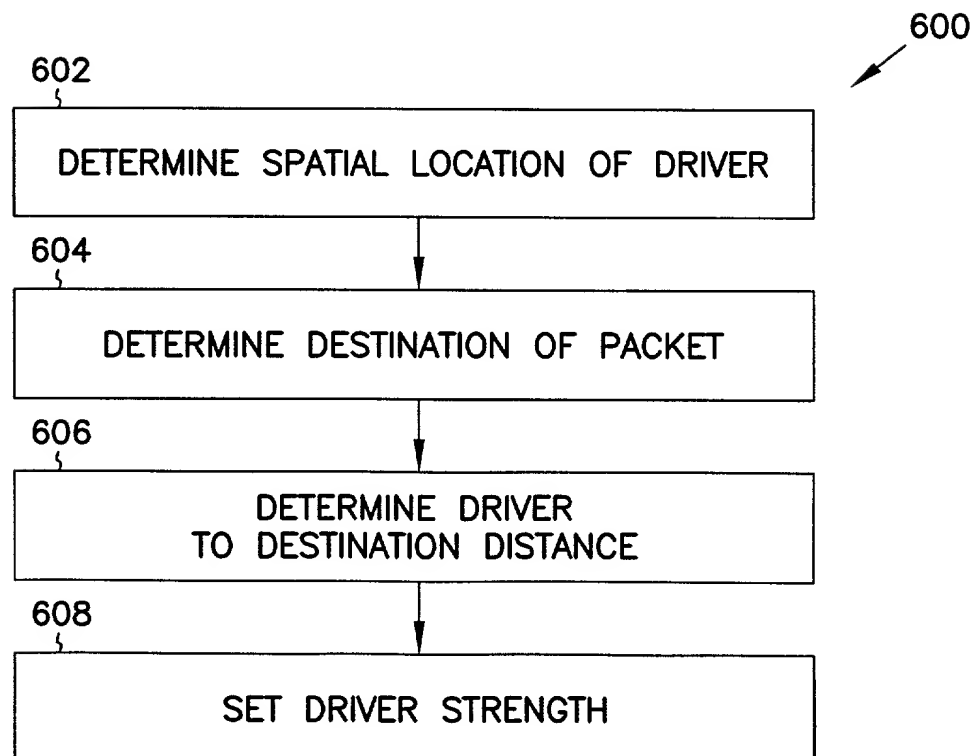 600
602
DETERMINE SPATIAL LOCATION OF DRIVER
604
DETERMINE DESTINATION OF PACKET
606
DETERMINE DRIVER
TO DESTINATION DISTANCE
608
SET DRIVER STRENGTH